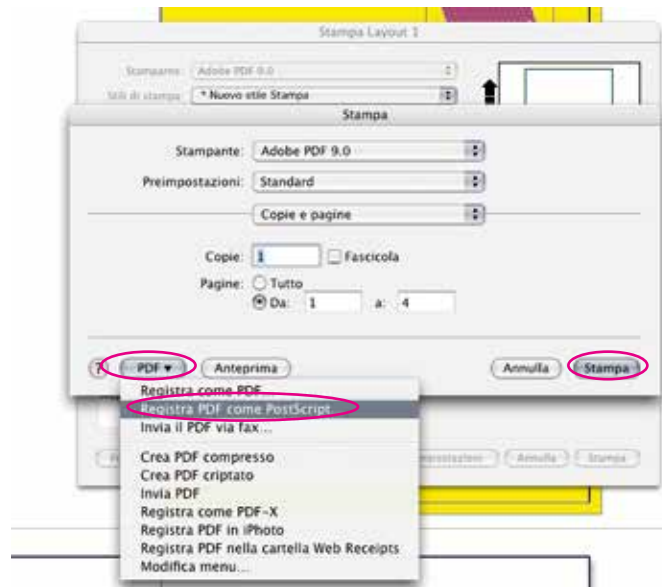 Stampa Layout 1
Stampante: Adobe PDF 9.0
Stili di stampa: * Nuovo stile Stampa
Stampa
Stampante: Adobe PDF 9.0
Preimpostazioni: Standard
Copie e pagine
Copie: 1 Fascicola
Pagine: Tutto
Da: 1 a: 4
? PDF ▼ Anteprima Annulla Stampa
Registra come PDF...
Registra PDF come PostScript
Invia il PDF via fax...
Crea PDF compresso
Crea PDF criptato
Annulla Stampa
Invia PDF
Registra come PDF-X
Registra PDF in iPhoto
Registra PDF nella cartella Web Receipts
Modifica menu...